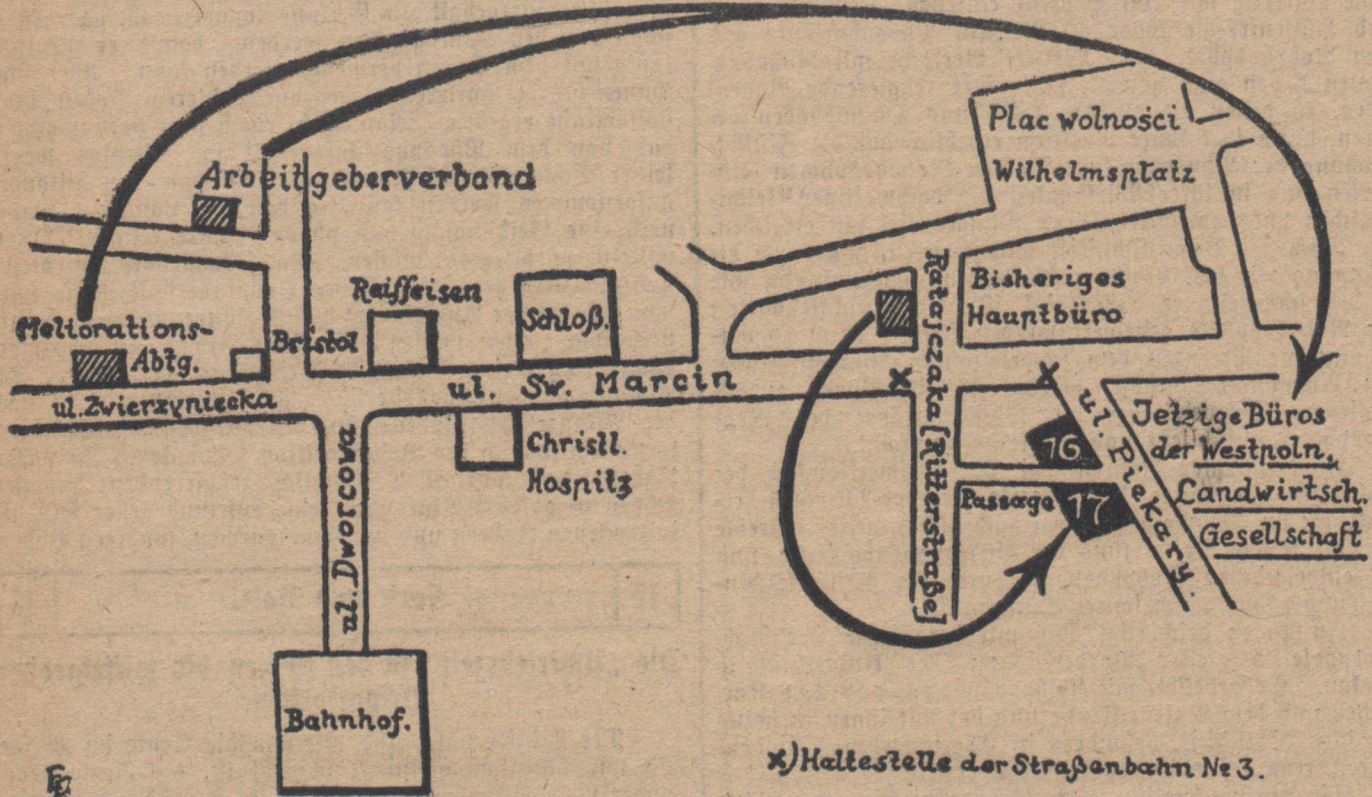 Plac wolności
Wilhelmsplatz
Arbeitgeberverband
Raiffeisen
Schloß.
Bisheriges
Hauptbüro
Meliorations-
Abtg.
Bristol
ul. Zwierzyniecka
ul. Sw. Marcin
Ratajczaka [Ritterstraße]
Christl.
Hospitz
ul. Dworcowa
16
Passage
17
ul. Piekary.
Jetzige Büros
der Westpoln.
Landwirtsch.
Gesellschaft
Bahnhof.
x) Haltestelle der Straßenbahn No 3.